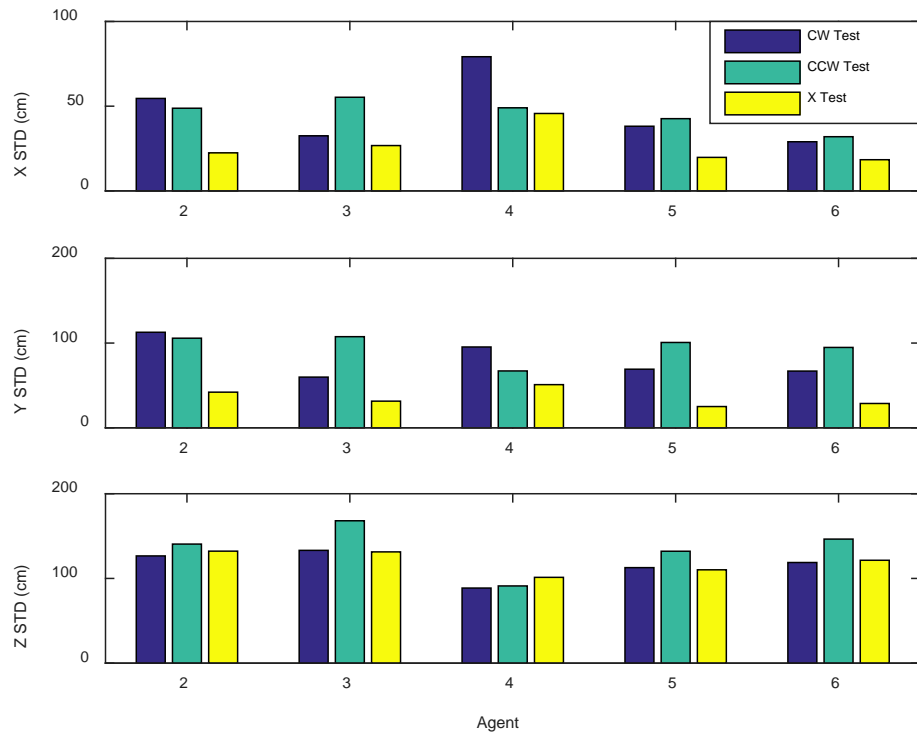 100
50
0
X STD (cm)
CW Test
CCW Test
X Test
2 3 4 5 6
200
100
0
Y STD (cm)
2 3 4 5 6
200
100
0
Z STD (cm)
2 3 4 5 6
Agent